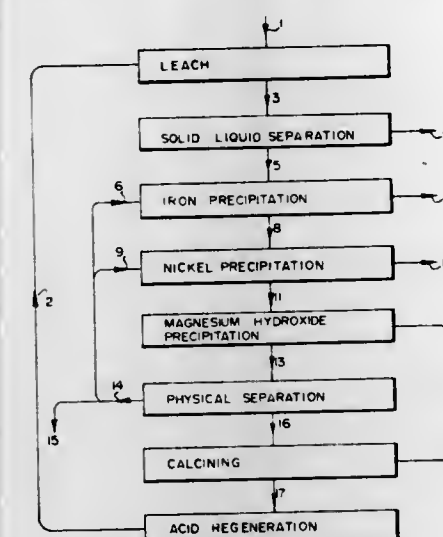 1
LEACH
3
SOLID LIQUID SEPARATION
5
6
IRON PRECIPITATION
8
9
NICKEL PRECIPITATION
2
11
MAGNESIUM HYDROXIDE
PRECIPITATION
13
14
PHYSICAL SEPARATION
15
16
CALCINING
17
ACID REGENERATION